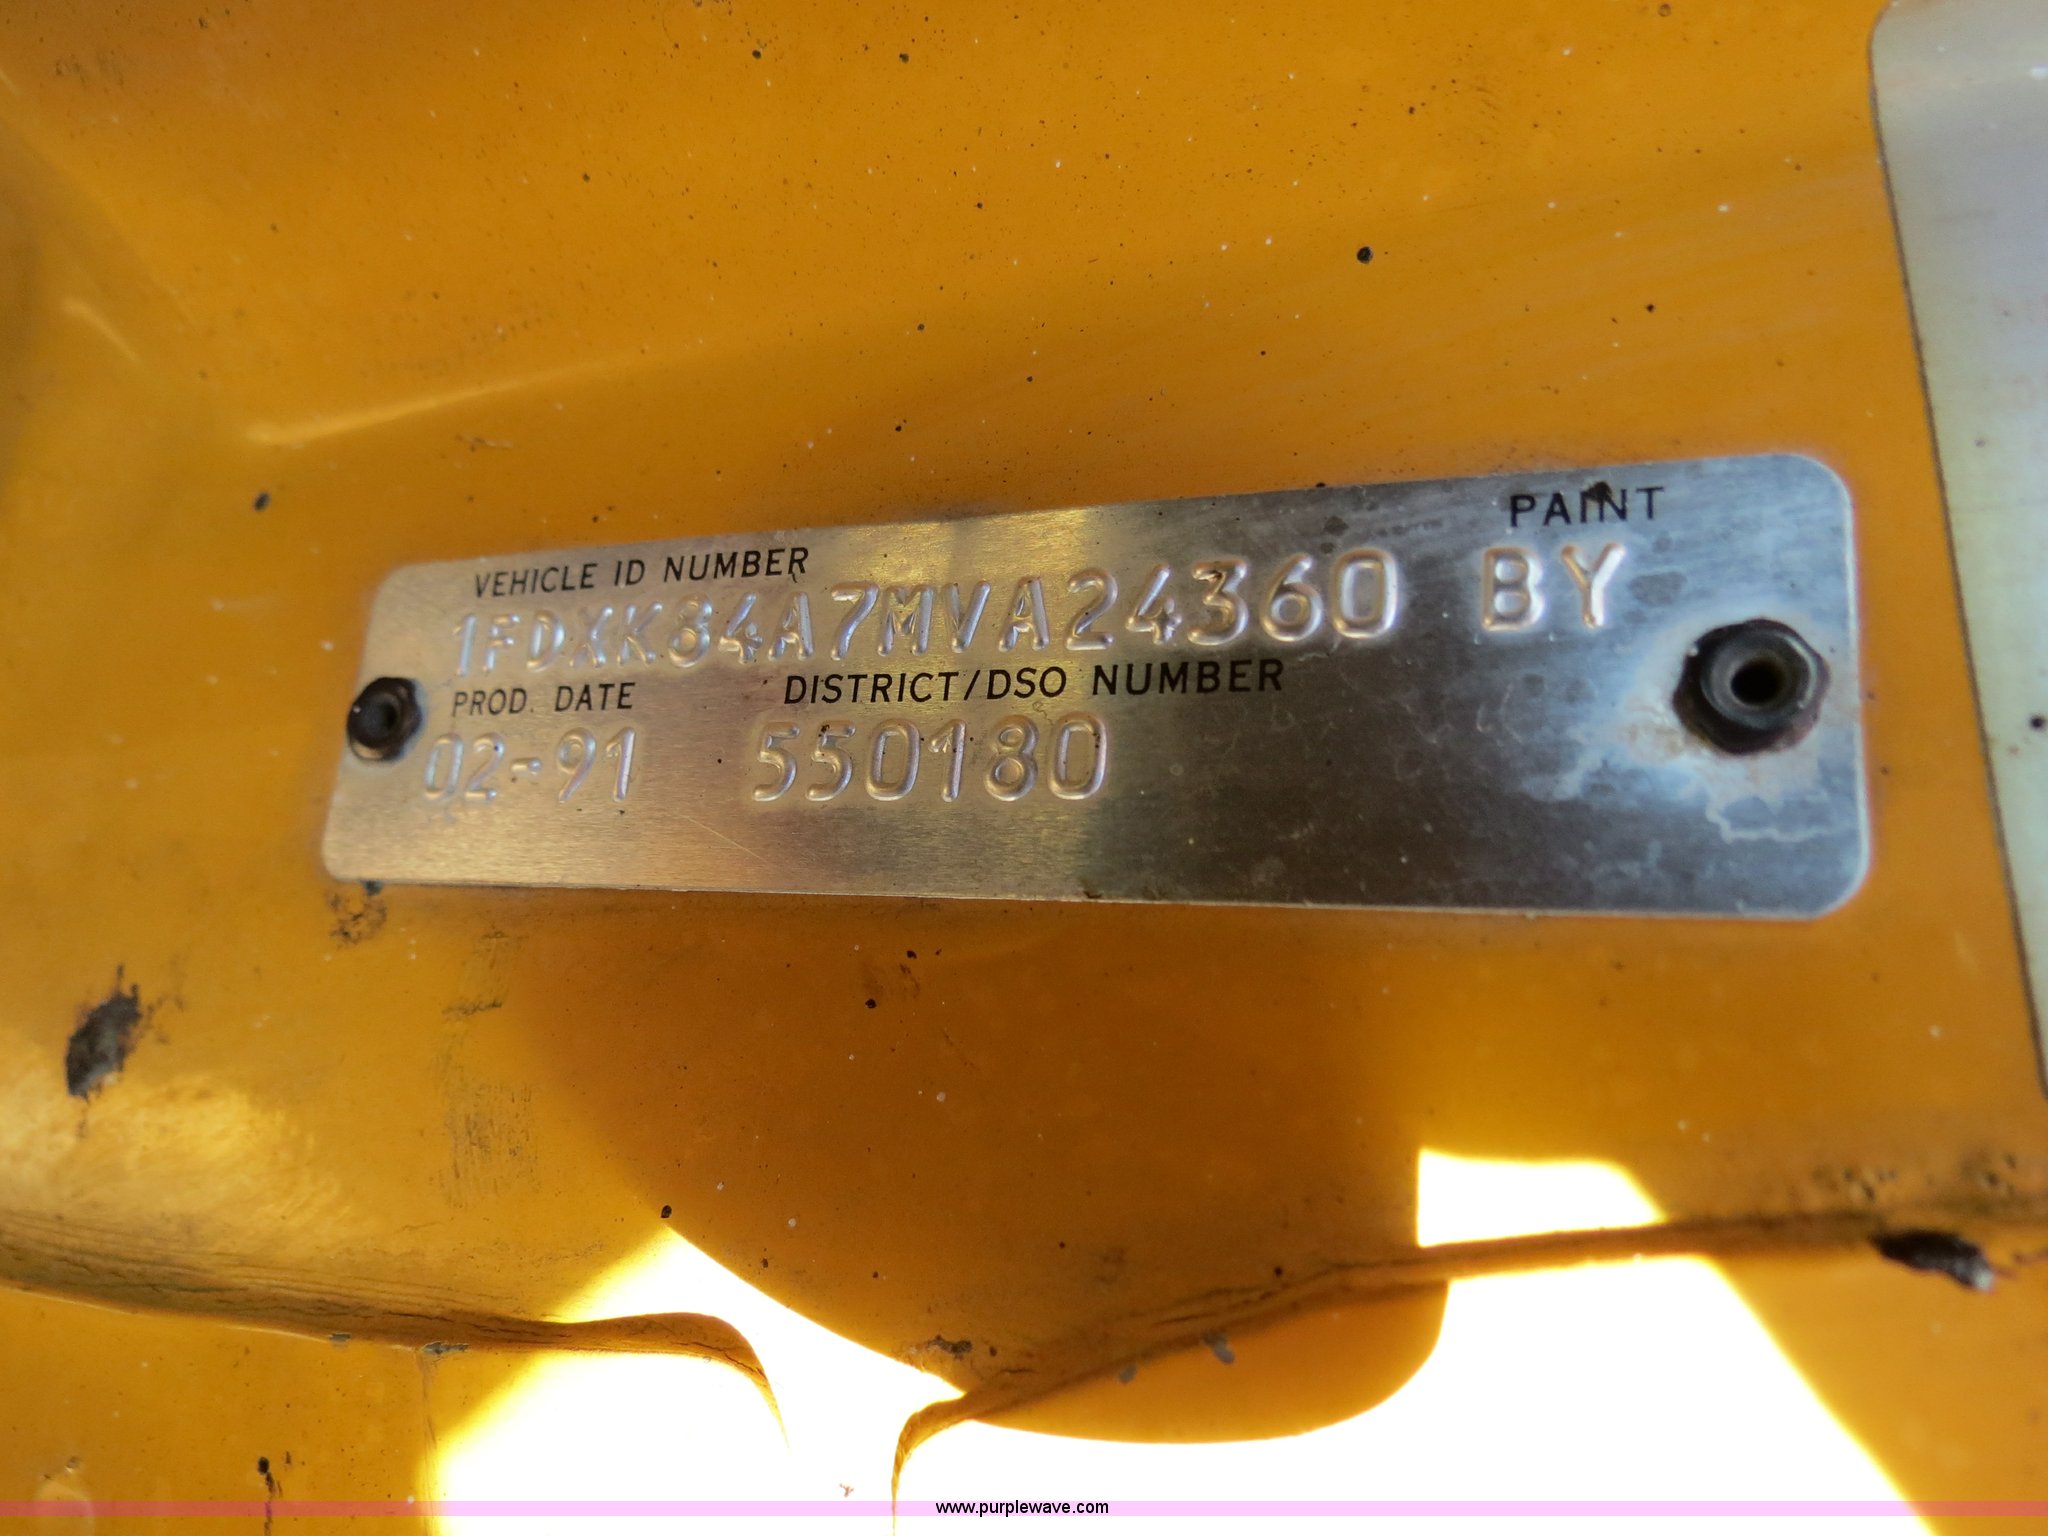 PAINT
VEHICLE ID NUMBER
1FDXK84A7MVA24360 BY
PROD. DATE DISTRICT/DSO NUMBER
02-91 550180
www.purplewave.com